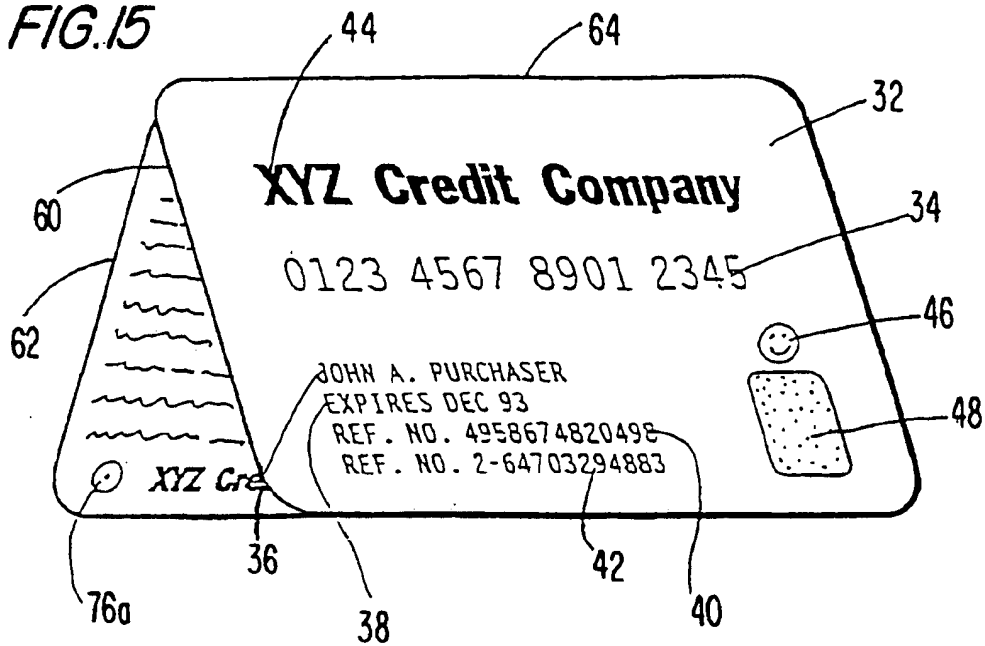 FIG.15
44
64
32
XYZ Credit Company
60
34
0123 4567 8901 2345
62
46
JOHN A. PURCHASER
EXPIRES DEC 93
REF. NO. 4958674820498
48
REF. NO. 2-64703294883
XYZ Cre
36
42
76a
38
40